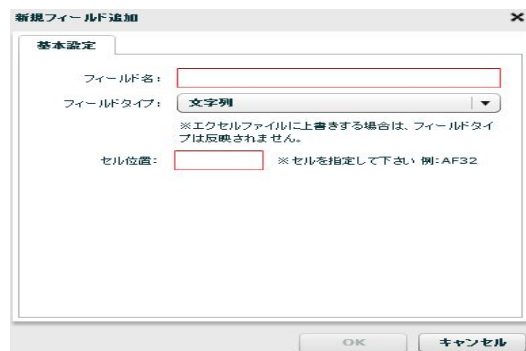 新規フィールド追加
基本設定
フィールド名:
フィールドタイプ: 文字列
※エクセルファイルに上書きする場合は、フィールドタイ
プは反映されません。
セル位置: ※セルを指定して下さい 例:AF32
OK キャンセル